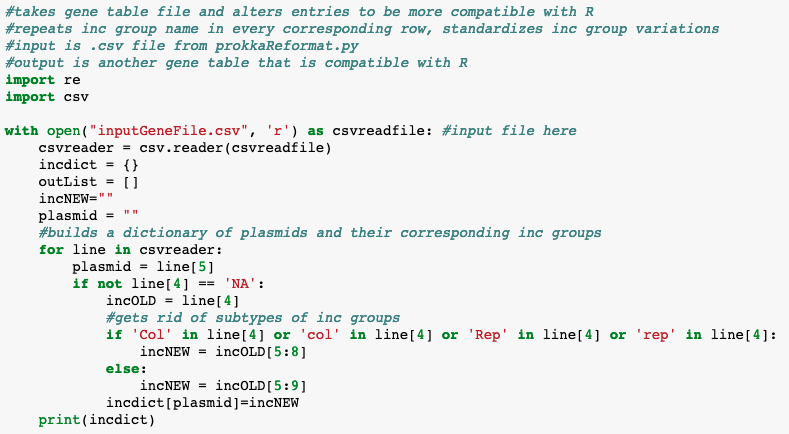 #takes gene table file and alters entries to be more compatible with R
#repeats inc group name in every corresponding row, standardizes inc group variations
#input is .csv file from prokkaReformat.py
#output is another gene table that is compatible with R
import re
import csv

with open("inputGeneFile.csv", 'r') as csvreadfile: #input file here
    csvreader = csv.reader(csvreadfile)
    incdict = {}
    outList = []
    incNEW=""
    plasmid = ""
    #builds a dictionary of plasmids and their corresponding inc groups
    for line in csvreader:
        plasmid = line[5]
        if not line[4] == 'NA':
            incOLD = line[4]
            #gets rid of subtypes of inc groups
            if 'Col' in line[4] or 'col' in line[4] or 'Rep' in line[4] or 'rep' in line[4]:
                incNEW = incOLD[5:8]
            else:
                incNEW = incOLD[5:9]
            incdict[plasmid]=incNEW
    print(incdict)